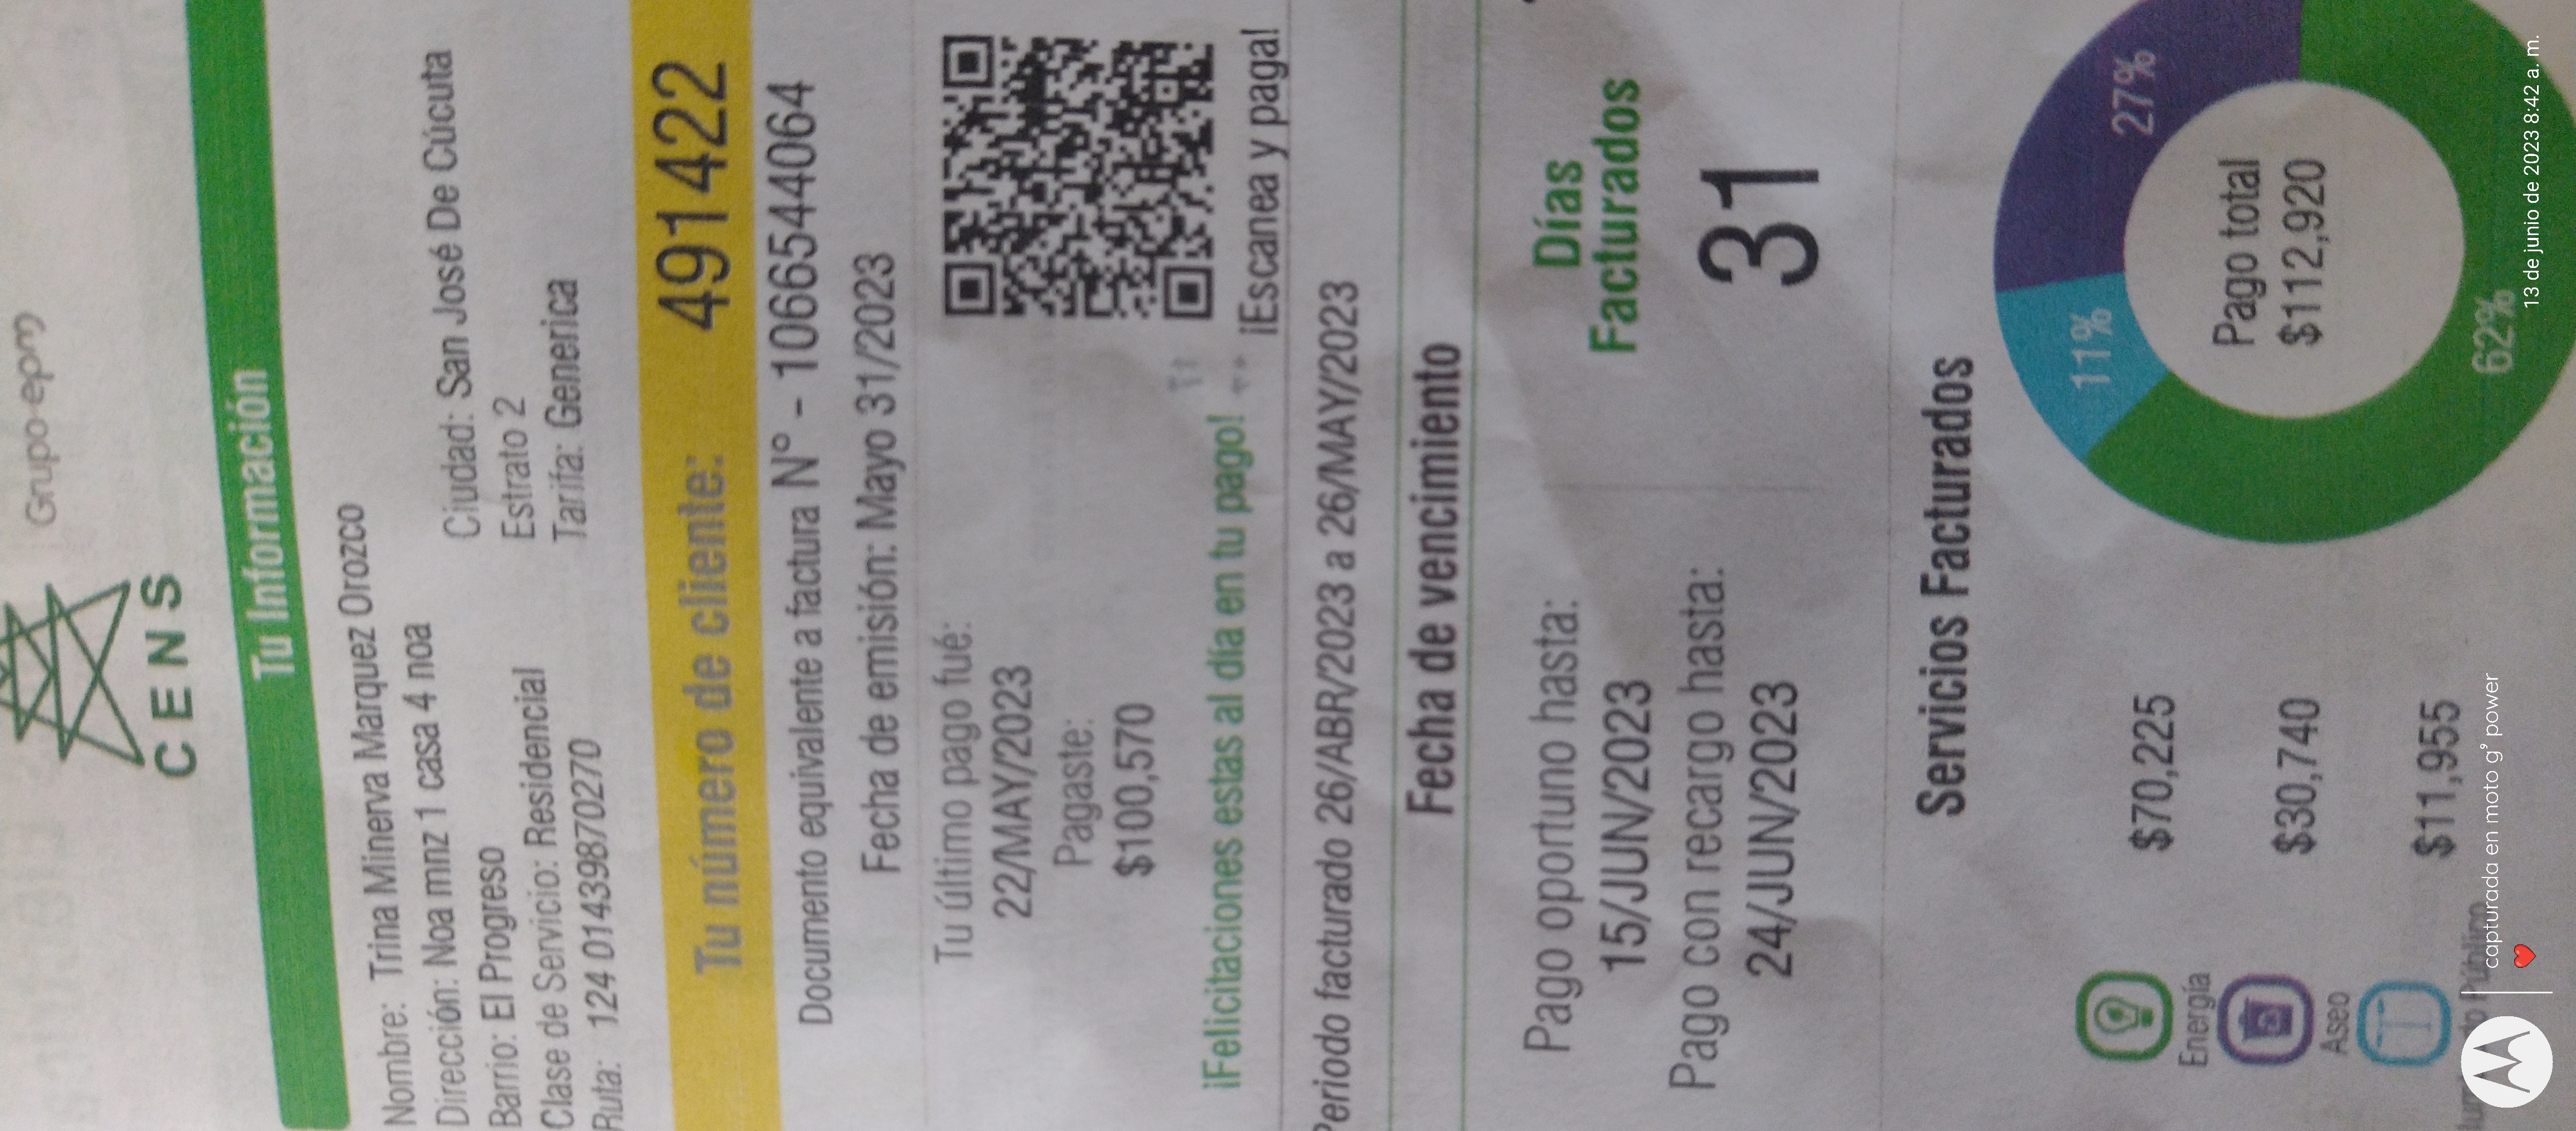 Grupo·epm
CENS
Tu Información
Nombre: Trina Minerva Marquez Orozco
Dirección: Noa mnz 1 casa 4 noa
Ciudad: San José De Cúcuta
Barrio: El Progreso
Estrato 2
Clase de Servicio: Residencial
Tarifa: Generica
Ruta: 124 0143987​0270
Tu número de cliente: 491422
Documento equivalente a factura N° - 1066544064
Fecha de emisión: Mayo 31/2023
Tu último pago fué:
22/MAY/2023
Pagaste:
$100,570
¡Felicitaciones estas al día en tu pago!
¡Escanea y paga!
Periodo facturado 26/ABR/2023 a 26/MAY/2023
Fecha de vencimiento
Pago oportuno hasta:
15/JUN/2023
Pago con recargo hasta:
24/JUN/2023
Días
Facturados
31
Servicios Facturados
Energía
$70,225
Aseo
$30,740
$11,955
Público
11%
27%
62%
Pago total
$112,920
capturada en moto g⁹ power
13 de junio de 2023 8:42 a. m.